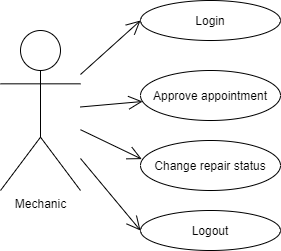 Login
Approve appointment
Change repair status
Mechanic
Logout